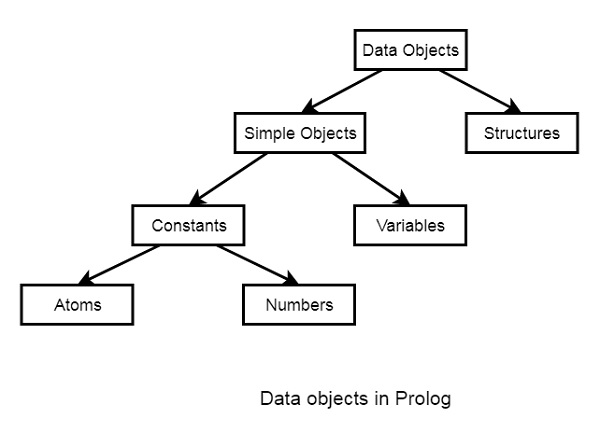 Data Objects
Simple Objects
Structures
Constants
Variables
Atoms
Numbers
Data objects in Prolog